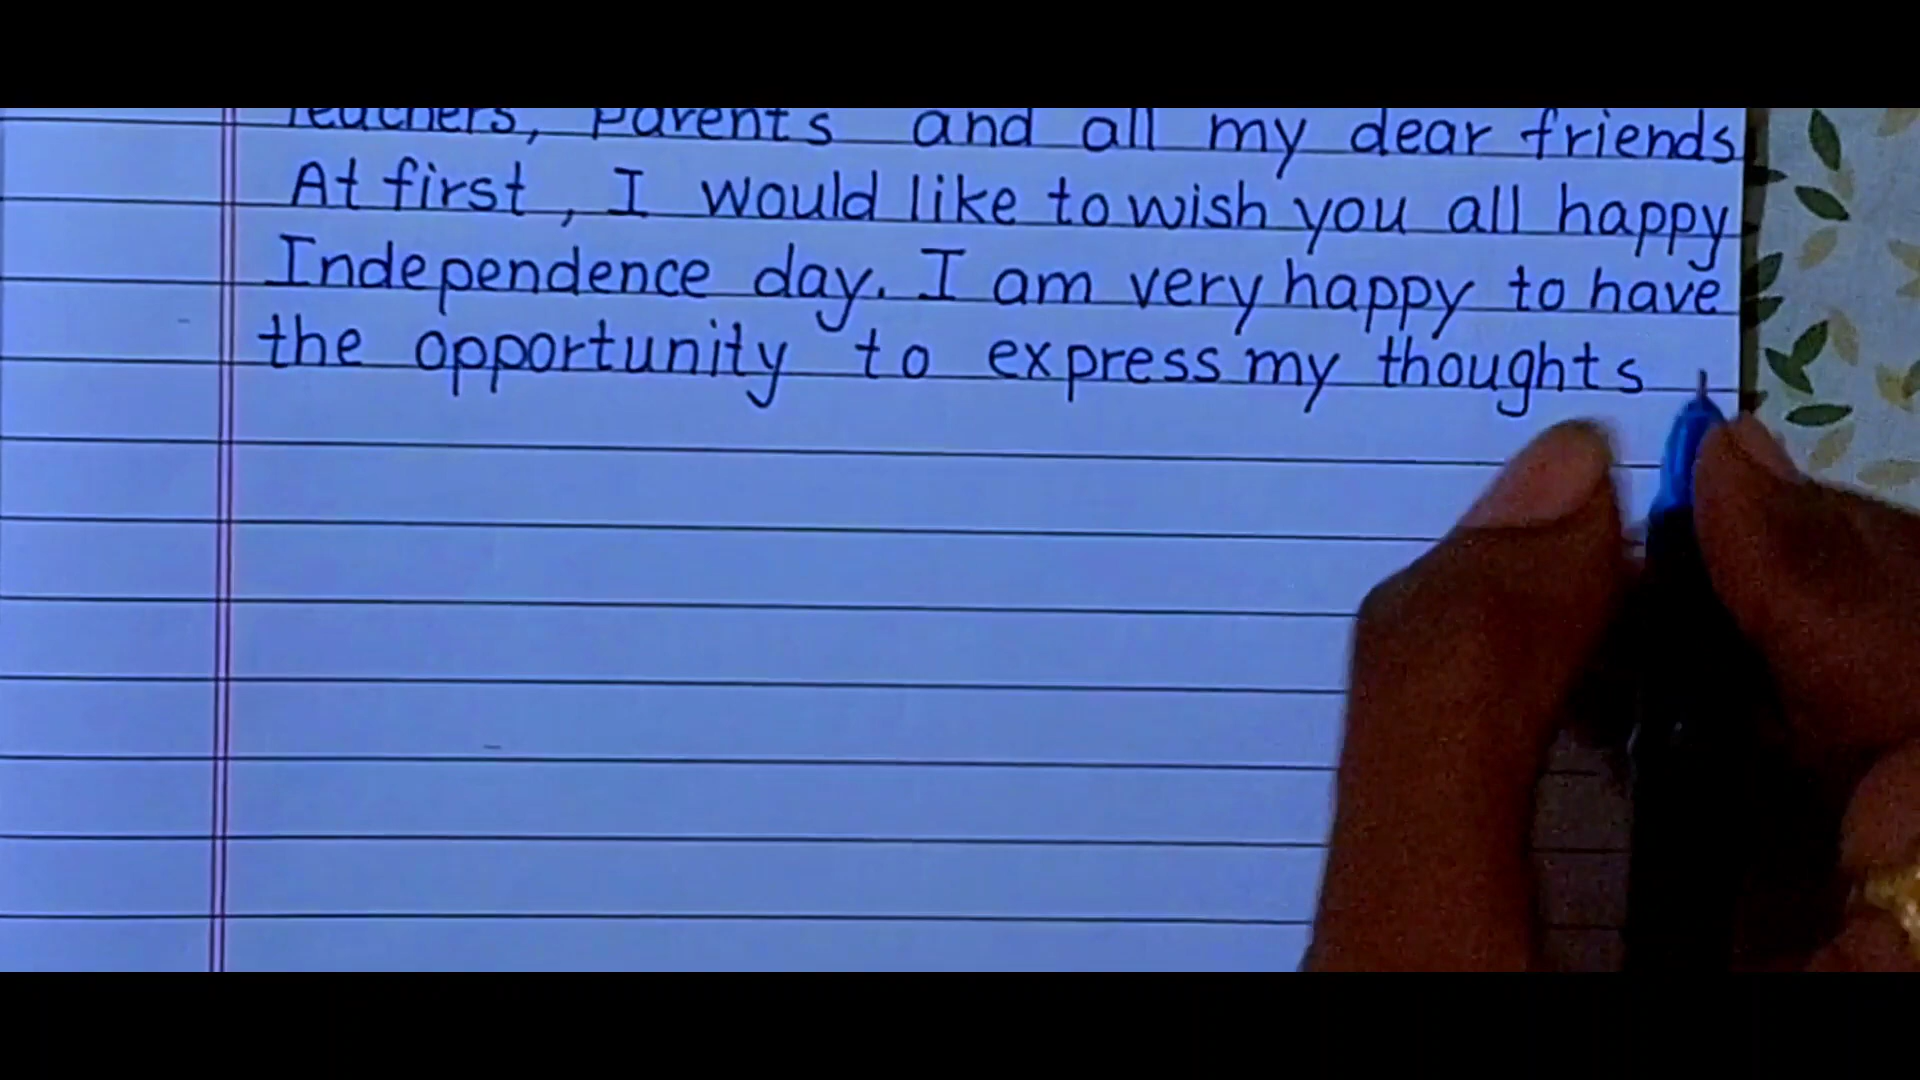 Teachers, Parents and all my dear friends
At first, I would like to wish you all happy
Independence day. I am very happy to have
the opportunity to express my thoughts